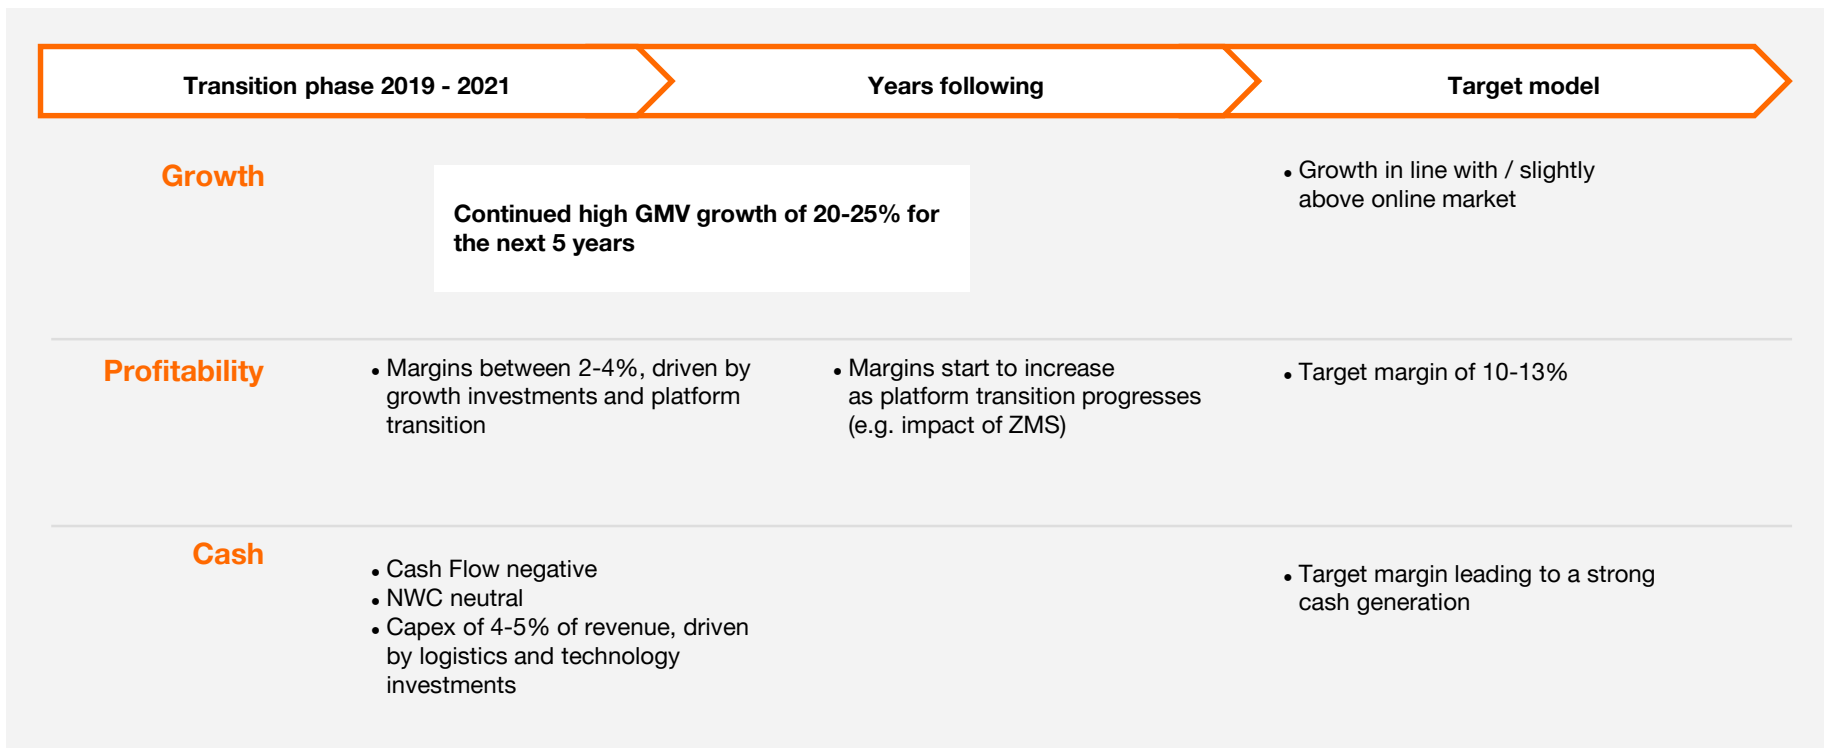 Transition phase 2019 - 2021
Years following
Target model
Growth
Continued high GMV growth of 20-25% for
the next 5 years
• Growth in line with / slightly
above online market
Profitability
• Margins between 2-4%, driven by
growth investments and platform
transition
• Margins start to increase
as platform transition progresses
(e.g. impact of ZMS)
• Target margin of 10-13%
Cash
• Cash Flow negative
• NWC neutral
• Capex of 4-5% of revenue, driven
by logistics and technology
investments
• Target margin leading to a strong
cash generation